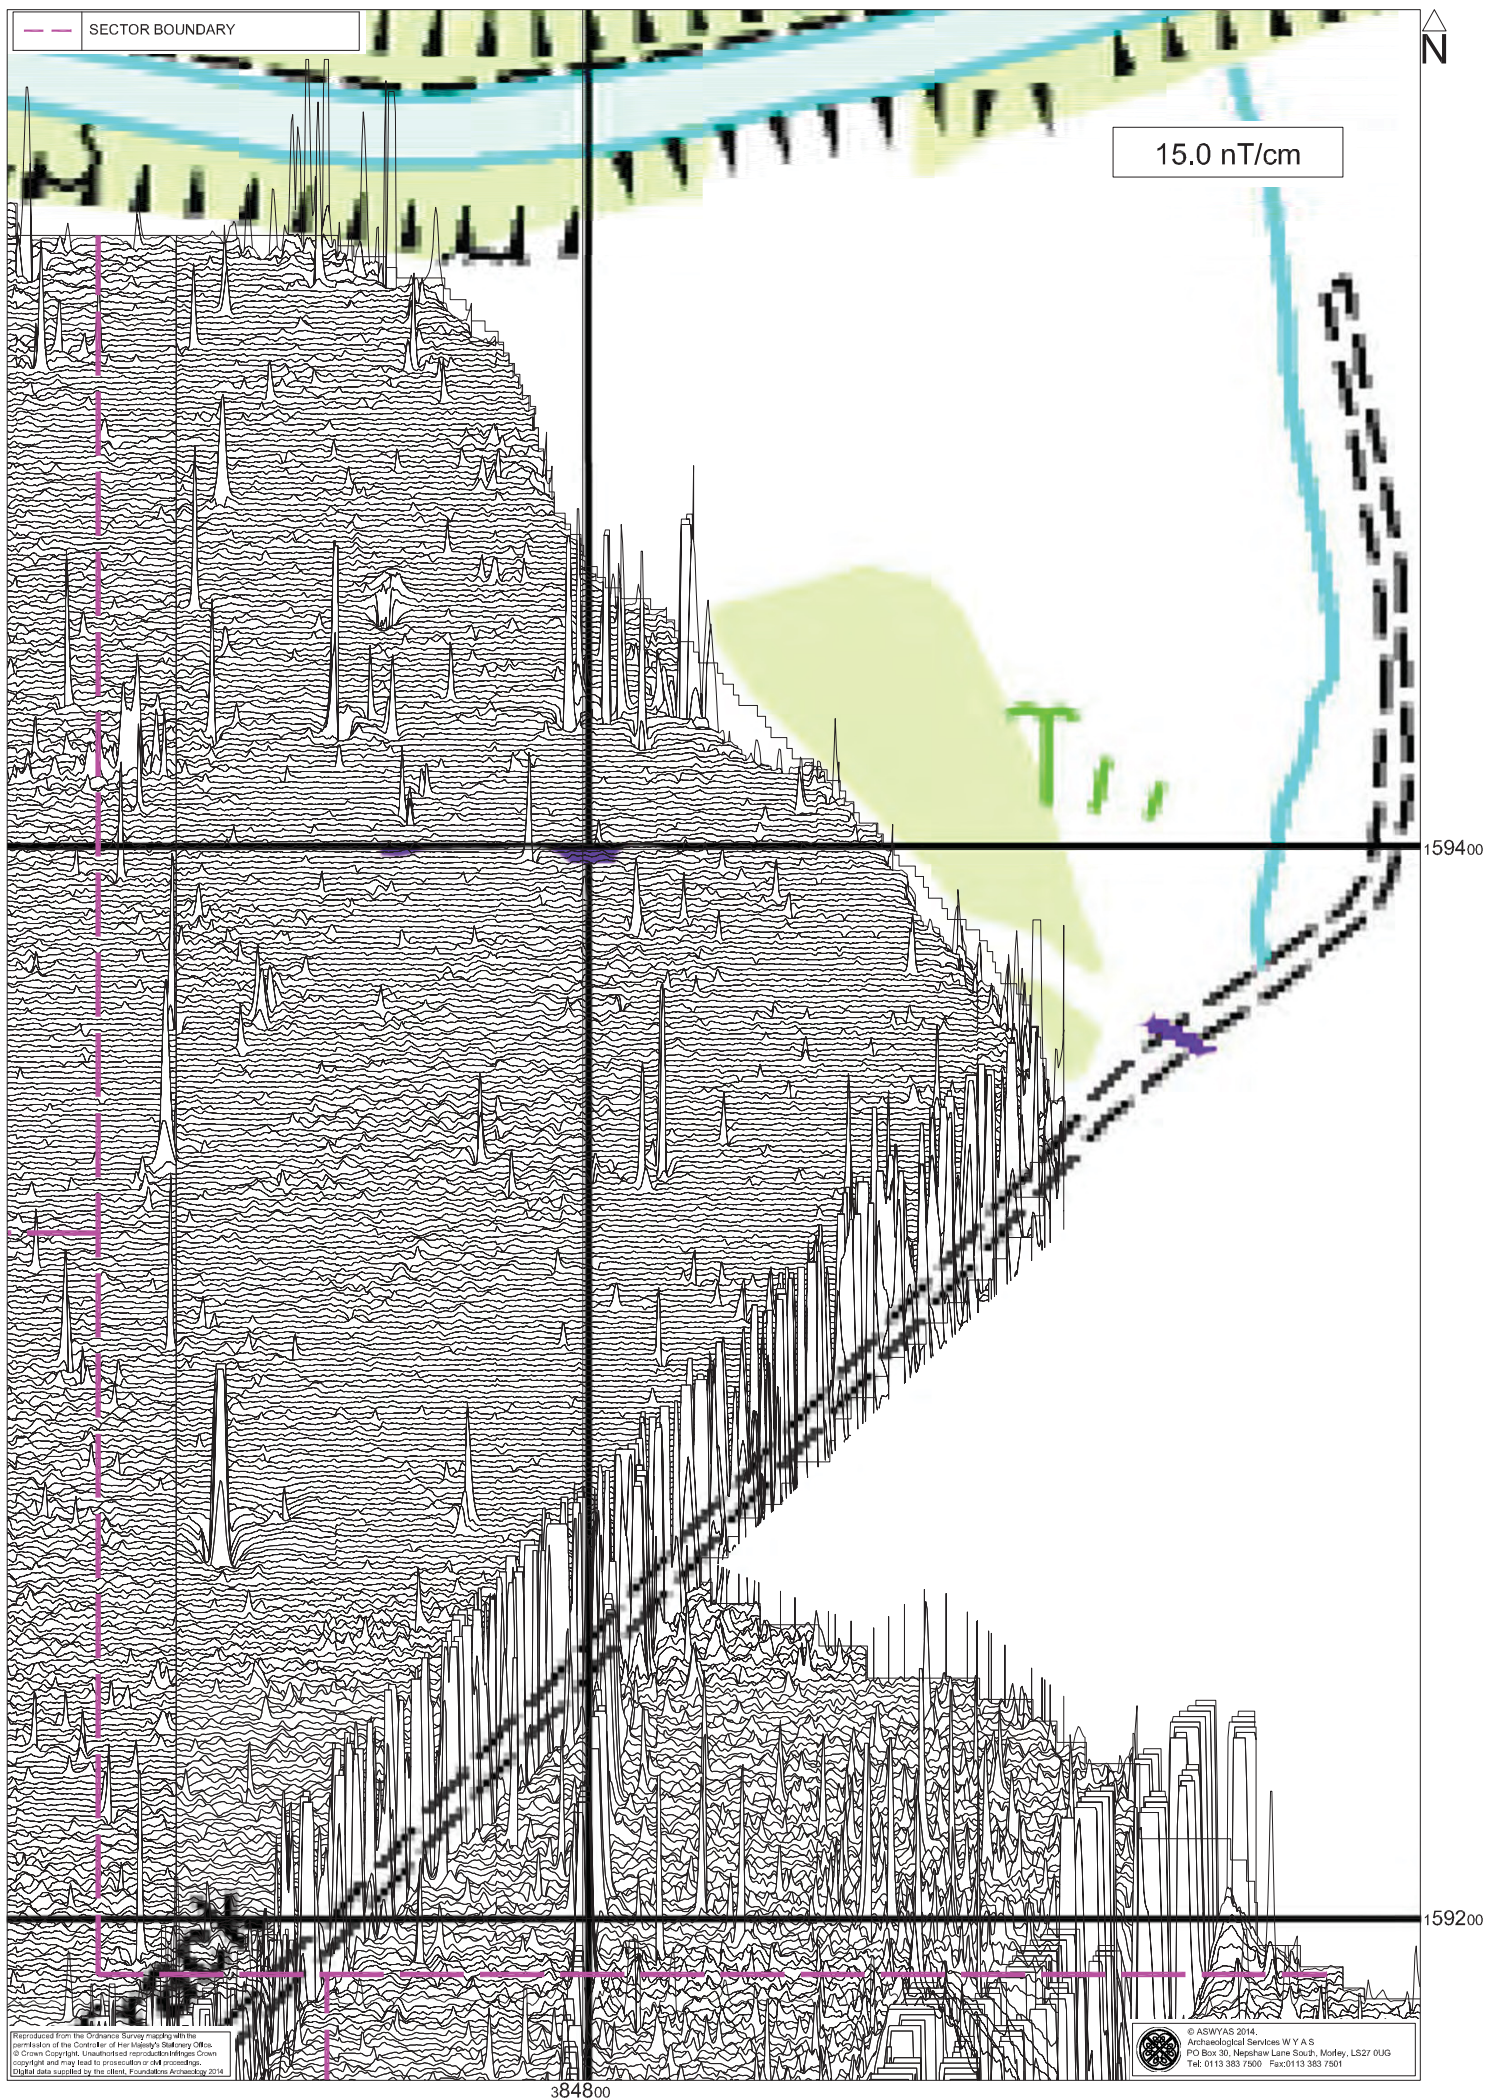 SECTOR BOUNDARY
N
15.0 nT/cm
T
159400
159200
Reproduced from the Ordnance Survey mapping with the
permission of the Controller of Her Majesty's Stationery Office.
© Crown Copyright. Unauthorised reproduction infringes Crown
copyright and may lead to prosecution or civil proceedings.
Digital data supplied by the client, Foundations Archaeology 2014
© ASWYAS 2014.
Archaeological Services W Y A S
PO Box 30, Nepshaw Lane South, Morley, LS27 0UG
Tel: 0113 383 7500 Fax:0113 383 7501
384800